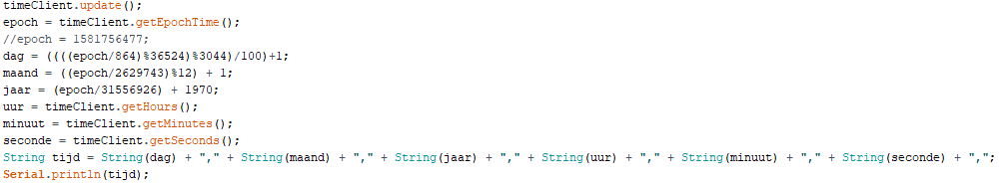 timeClient.update();
epoch = timeClient.getEpochTime();
//epoch = 1581756477;
dag = ((((epoch/864)%36524)%3044)/100)+1;
maand = ((epoch/2629743)%12) + 1;
jaar = (epoch/31556926) + 1970;
uur = timeClient.getHours();
minuut = timeClient.getMinutes();
seconde = timeClient.getSeconds();
String tijd = String(dag) + "," + String(maand) + "," + String(jaar) + "," + String(uur) + "," + String(minuut) + "," + String(seconde) + ",";
Serial.println(tijd);